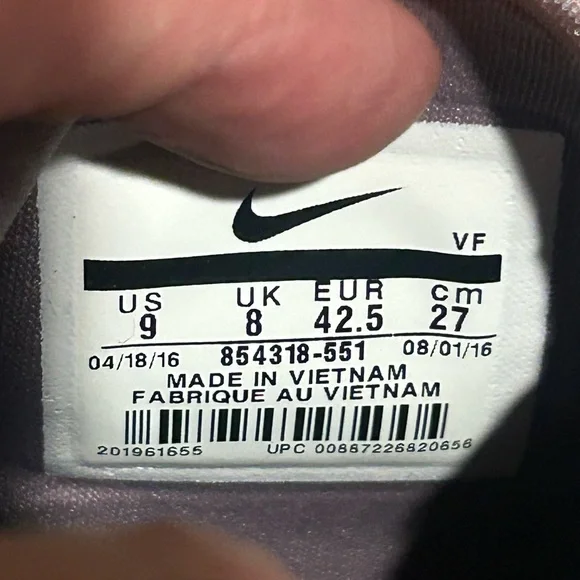 VF
US UK EUR cm
9 8 42.5 27
04/18/16 854318-551 08/01/16
MADE IN VIETNAM
FABRIQUE AU VIETNAM
201961655 UPC 00887226820656